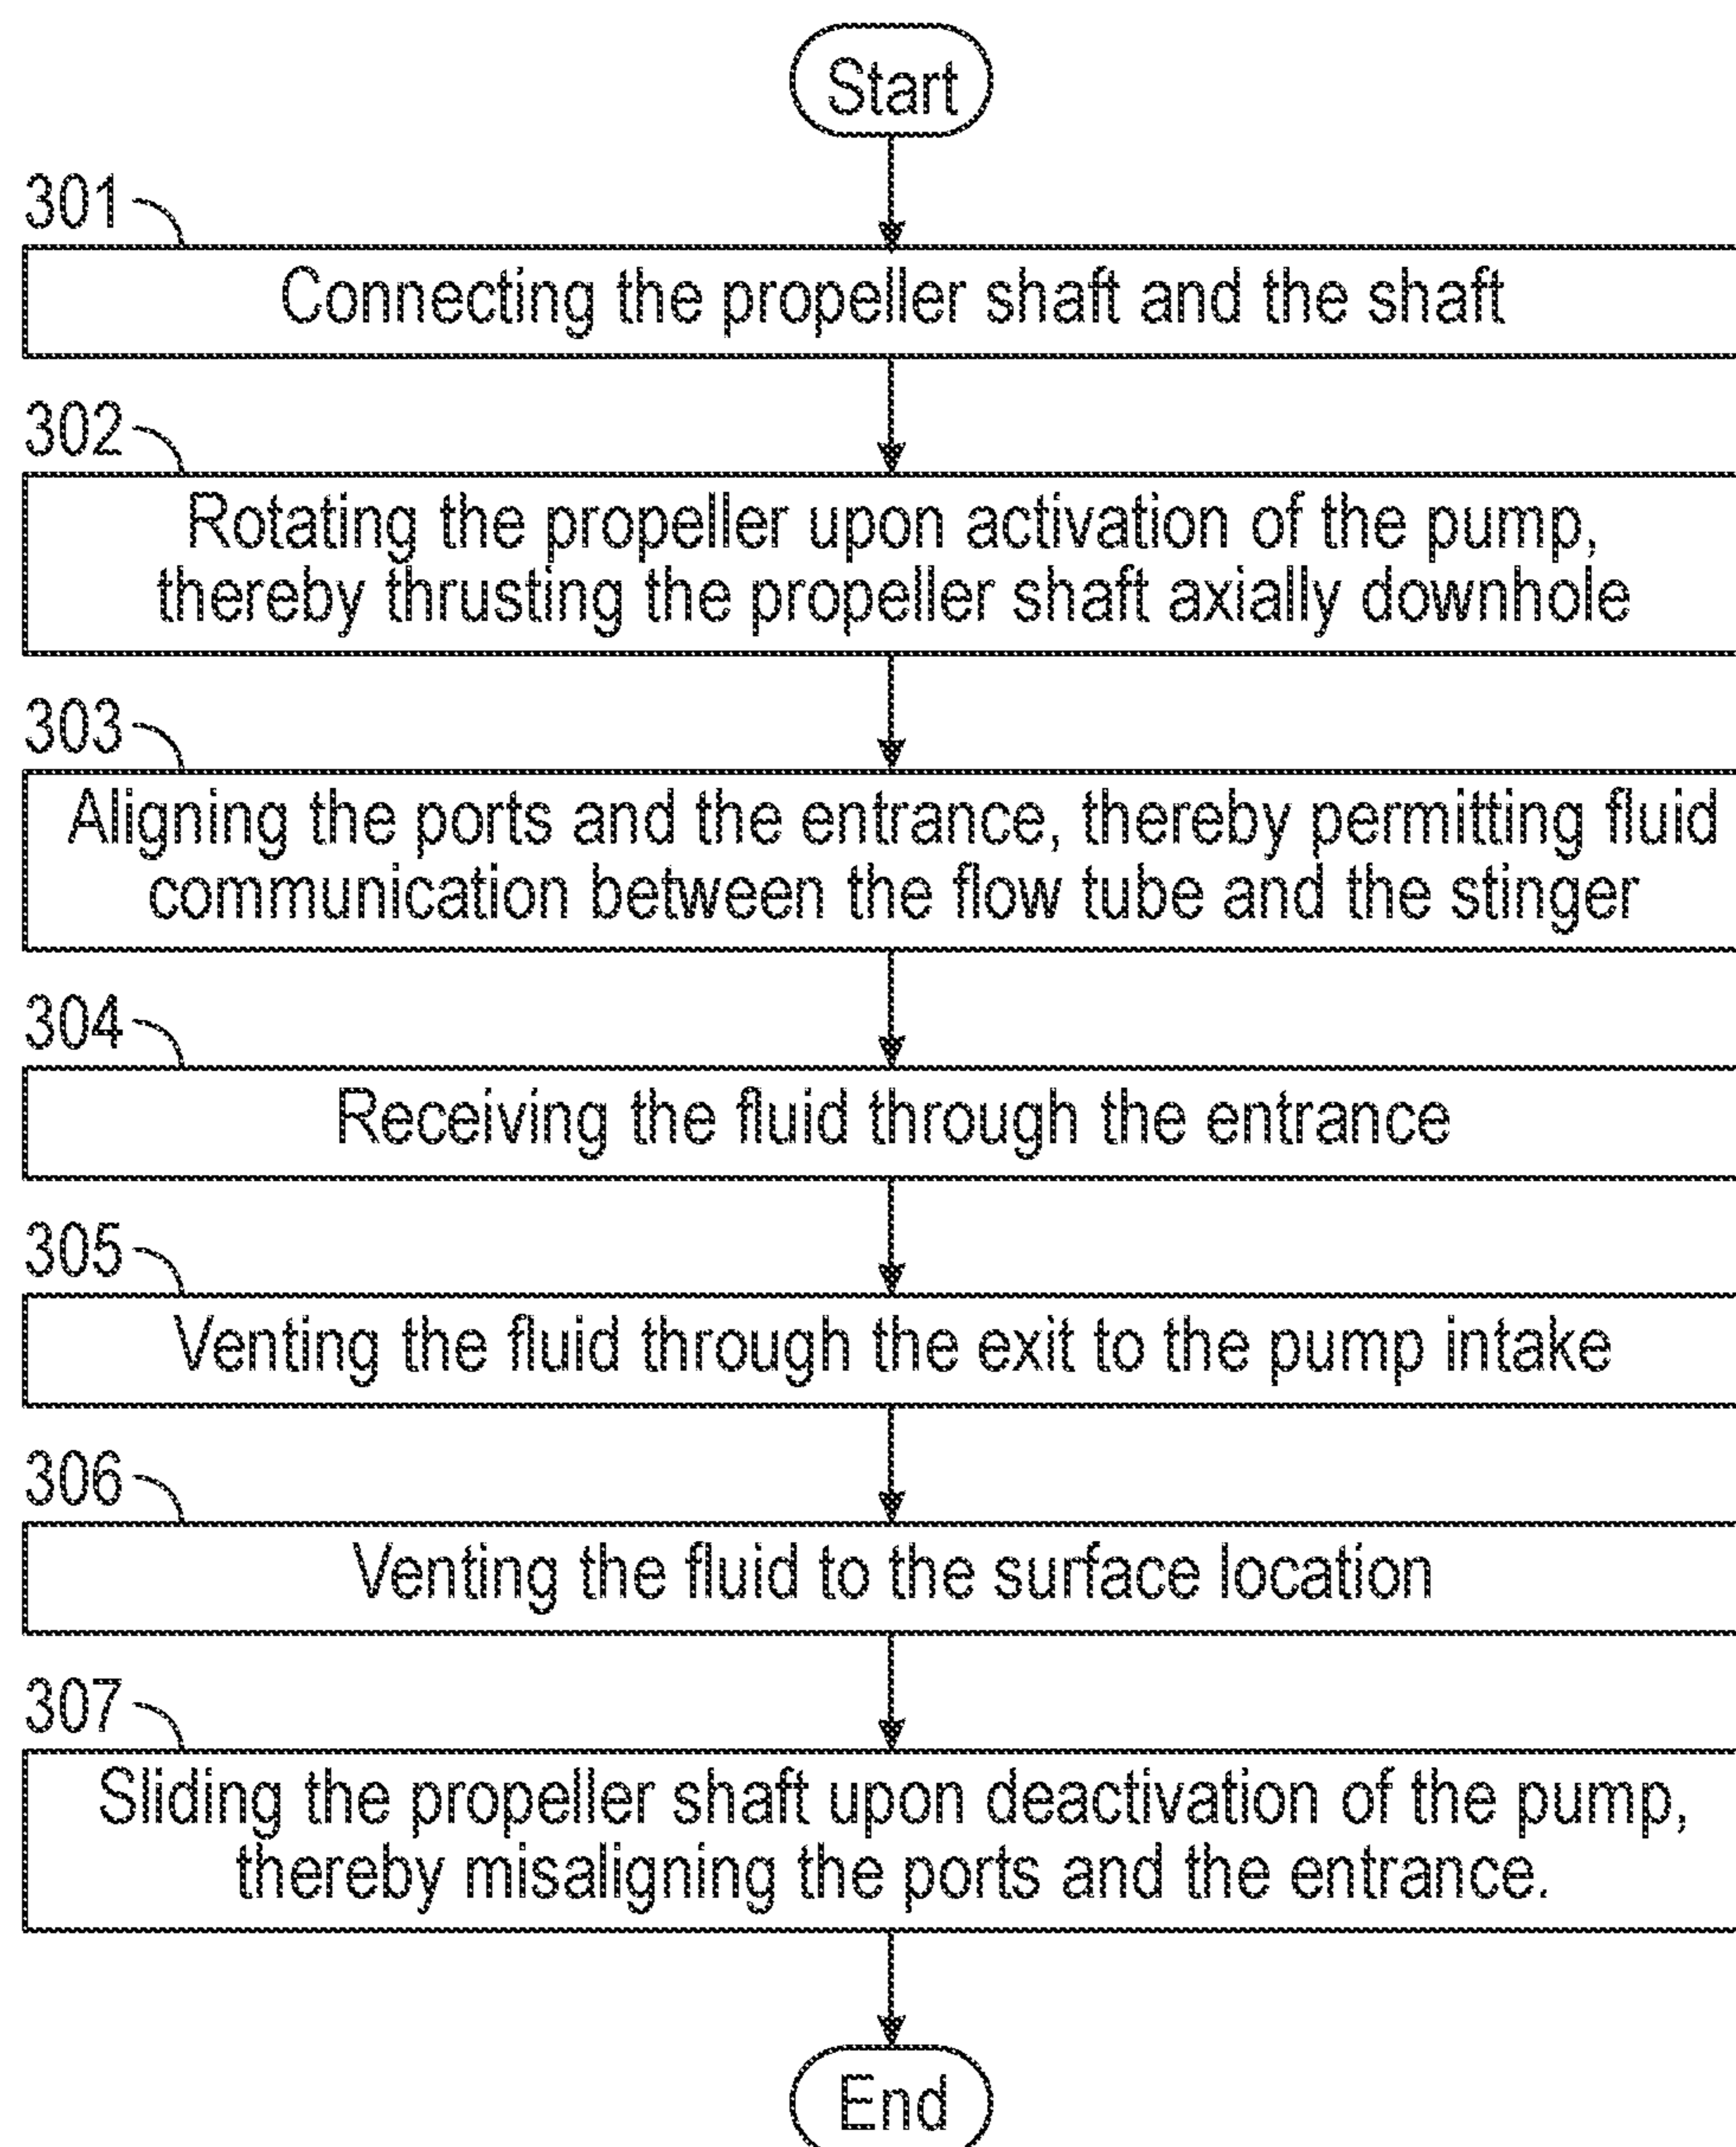 Start
301
Connecting the propeller shaft and the shaft
302
Rotating the propeller upon activation of the pump,
thereby thrusting the propeller shaft axially downhole
303
Aligning the ports and the entrance, thereby permitting fluid
communication between the flow tube and the stinger
304
Receiving the fluid through the entrance
305
Venting the fluid through the exit to the pump intake
306
Venting the fluid to the surface location
307
Sliding the propeller shaft upon deactivation of the pump,
thereby misaligning the ports and the entrance.
End